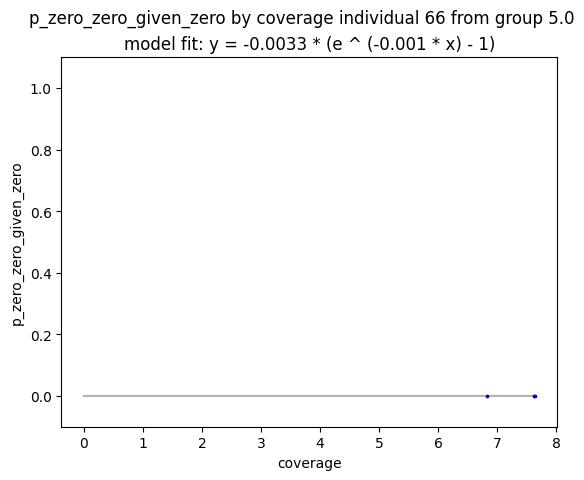 p_zero_zero_given_zero by coverage individual 66 from group 5.0
model fit: y = -0.0033 * (e ^ (-0.001 * x) - 1)
p_zero_zero_given_zero
1.0
0.8
0.6
0.4
0.2
0.0
0 1 2 3 4 5 6 7 8
coverage